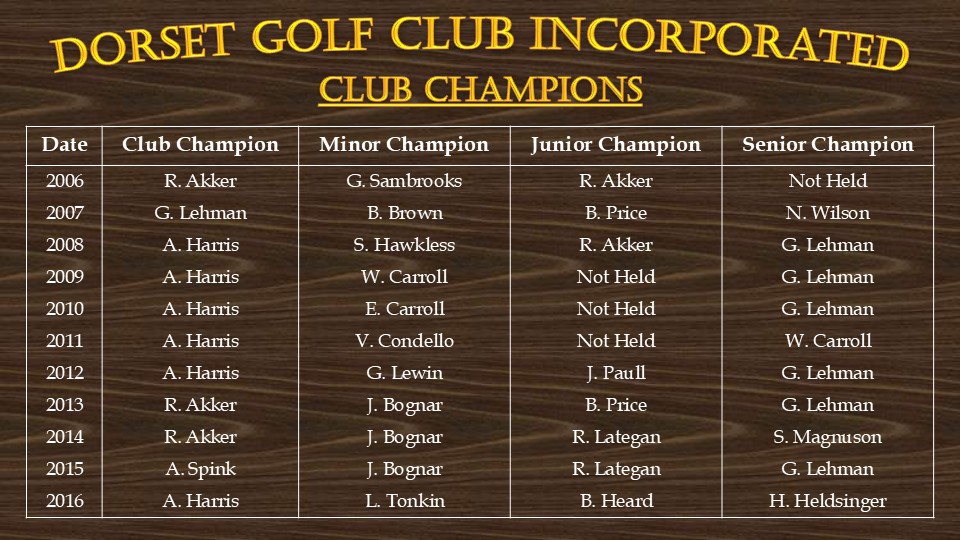 DORSET GOLF CLUB INCORPORATED
CLUB CHAMPIONS
Date Club Champion Minor Champion Junior Champion Senior Champion
2006 R. Akker G. Sambrooks R. Akker Not Held
2007 G. Lehman B. Brown B. Price N. Wilson
2008 A. Harris S. Hawkless R. Akker G. Lehman
2009 A. Harris W. Carroll Not Held G. Lehman
2010 A. Harris E. Carroll Not Held G. Lehman
2011 A. Harris V. Condello Not Held W. Carroll
2012 A. Harris G. Lewin J. Paull G. Lehman
2013 R. Akker J. Bognar B. Price G. Lehman
2014 R. Akker J. Bognar R. Lategan S. Magnuson
2015 A. Spink J. Bognar R. Lategan G. Lehman
2016 A. Harris L. Tonkin B. Heard H. Heldsinger